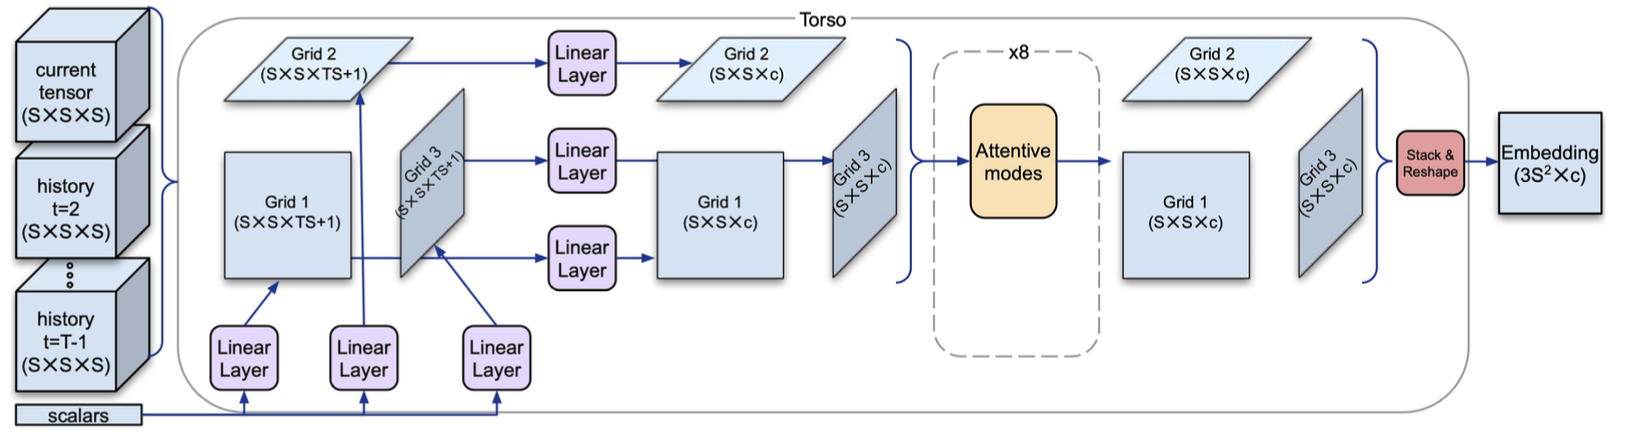 Torso
current
tensor
(S×S×S)
history
t=2
(S×S×S)
history
t=T-1
(S×S×S)
scalars
Grid 2
(S×S×TS+1)
Grid 3
(S×S×TS+1)
Grid 1
(S×S×TS+1)
Linear
Layer
Linear
Layer
Linear
Layer
Linear
Layer
Linear
Layer
Linear
Layer
Grid 2
(S×S×c)
Grid 1
(S×S×c)
Grid 3
(S×S×c)
x8
Attentive
modes
Grid 2
(S×S×c)
Grid 1
(S×S×c)
Grid 3
(S×S×c)
Stack &
Reshape
Embedding
(3S²×c)